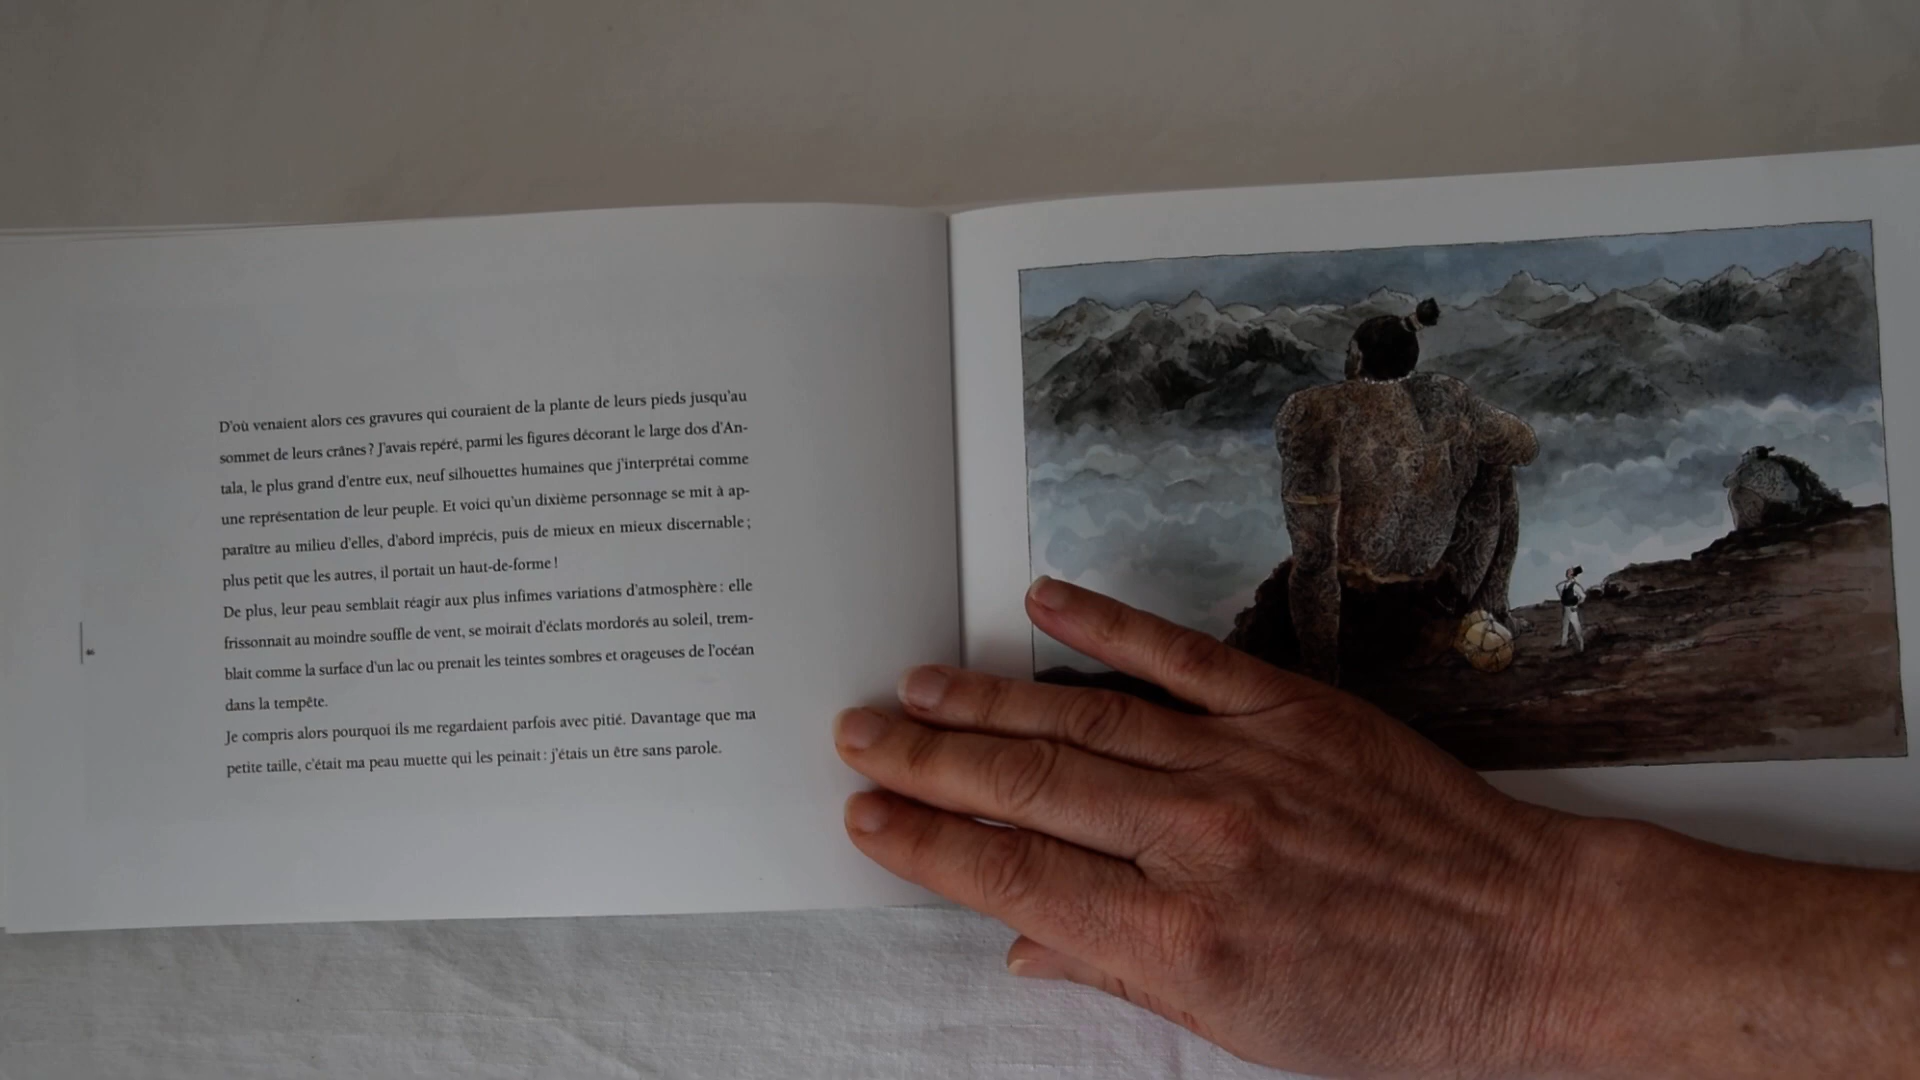 D'où venaient alors ces gravures qui couraient de la plante de leurs pieds jusqu'au
sommet de leurs crânes ? J'avais repéré, parmi les figures décorant le large dos d'An-
tala, le plus grand d'entre eux, neuf silhouettes humaines que j'interprétai comme
une représentation de leur peuple. Et voici qu'un dixième personnage se mit à ap-
paraître au milieu d'elles, d'abord imprécis, puis de mieux en mieux discernable ;
plus petit que les autres, il portait un haut-de-forme !
De plus, leur peau semblait réagir aux plus infimes variations d'atmosphère : elle
frissonnait au moindre souffle de vent, se moirait d'éclats mordorés au soleil, trem-
blait comme la surface d'un lac ou prenait les teintes sombres et orageuses de l'océan
dans la tempête.
Je compris alors pourquoi ils me regardaient parfois avec pitié. Davantage que ma
petite taille, c'était ma peau muette qui les peinait : j'étais un être sans parole.